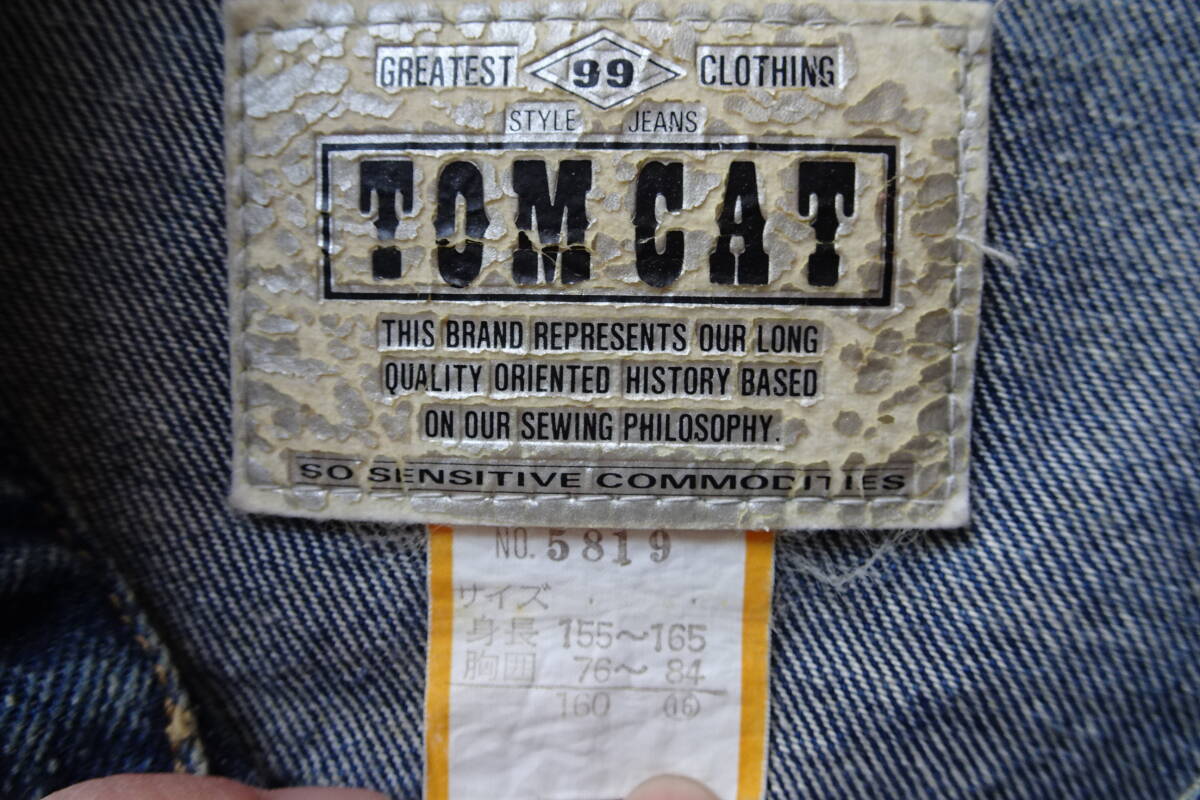 GREATEST 99 CLOTHING
STYLE JEANS
TOM CAT
THIS BRAND REPRESENTS OUR LONG
QUALITY ORIENTED HISTORY BASED
ON OUR SEWING PHILOSOPHY.
SO SENSITIVE COMMODITIES
NO. 5819
サイズ
身長 155～165
胸囲 76～ 84
160 (16)